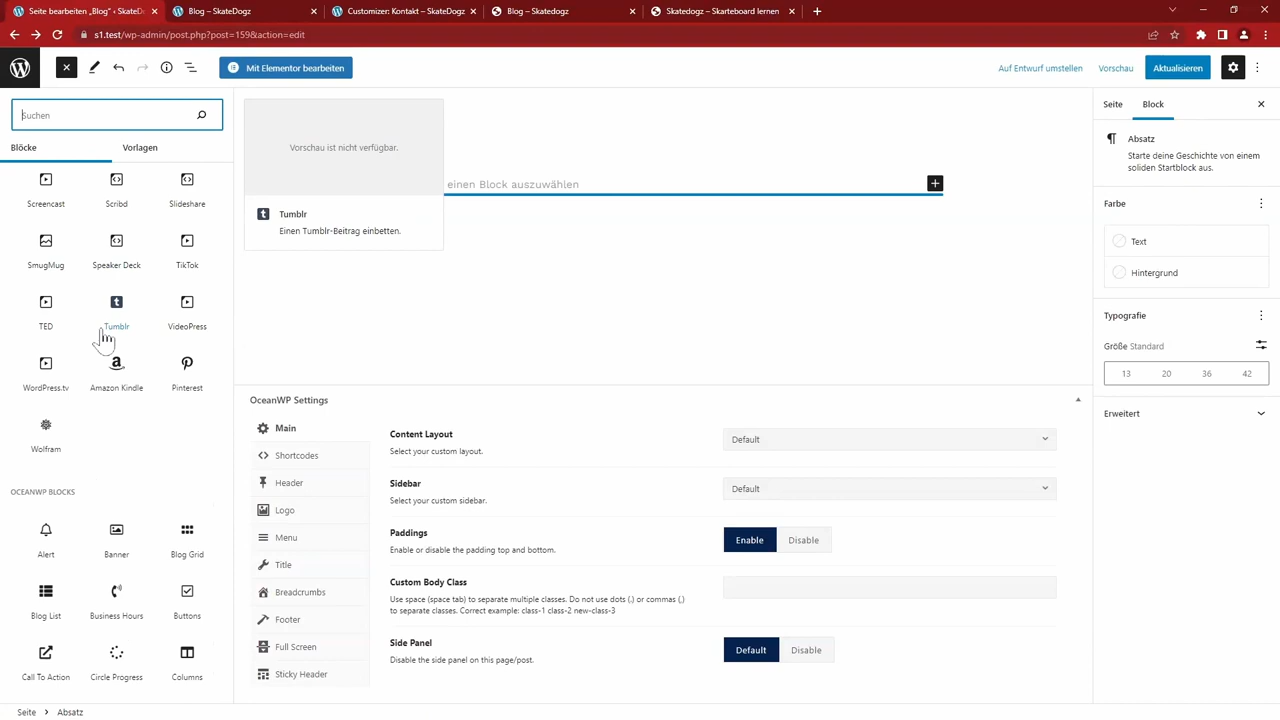 Seite bearbeiten „Blog“ ‹ SkateDo
Blog – SkateDogz
Customizer: Kontakt – SkateDogz
Blog – Skatedogz
Skatedogz – Skarteboard lernen
s1.test/wp-admin/post.php?post=159&action=edit
Mit Elementor bearbeiten
Auf Entwurf umstellen
Vorschau
Aktualisieren
Suchen
Blöcke
Vorlagen
Screencast
Scribd
Slideshare
SmugMug
Speaker Deck
TikTok
TED
Tumblr
VideoPress
WordPress.tv
Amazon Kindle
Pinterest
Wolfram
OCEANWP BLOCKS
Alert
Banner
Blog Grid
Blog List
Business Hours
Buttons
Call To Action
Circle Progress
Columns
Vorschau ist nicht verfügbar.
Tumblr
Einen Tumblr-Beitrag einbetten.
einen Block auszuwählen
OceanWP Settings
Main
Shortcodes
Header
Logo
Menu
Title
Breadcrumbs
Footer
Full Screen
Sticky Header
Content Layout
Select your custom layout.
Default
Sidebar
Select your custom sidebar.
Default
Paddings
Enable or disable the padding top and bottom.
Enable
Disable
Custom Body Class
Use space (space tab) to separate multiple classes. Do not use dots (.) or commas (,)
to separate classes. Correct example: class-1 class-2 new-class-3
Side Panel
Disable the side panel on this page/post.
Default
Disable
Seite
Block
Absatz
Starte deine Geschichte von einem
soliden Startblock aus.
Farbe
Text
Hintergrund
Typografie
Größe Standard
13 20 36 42
Erweitert
Seite > Absatz